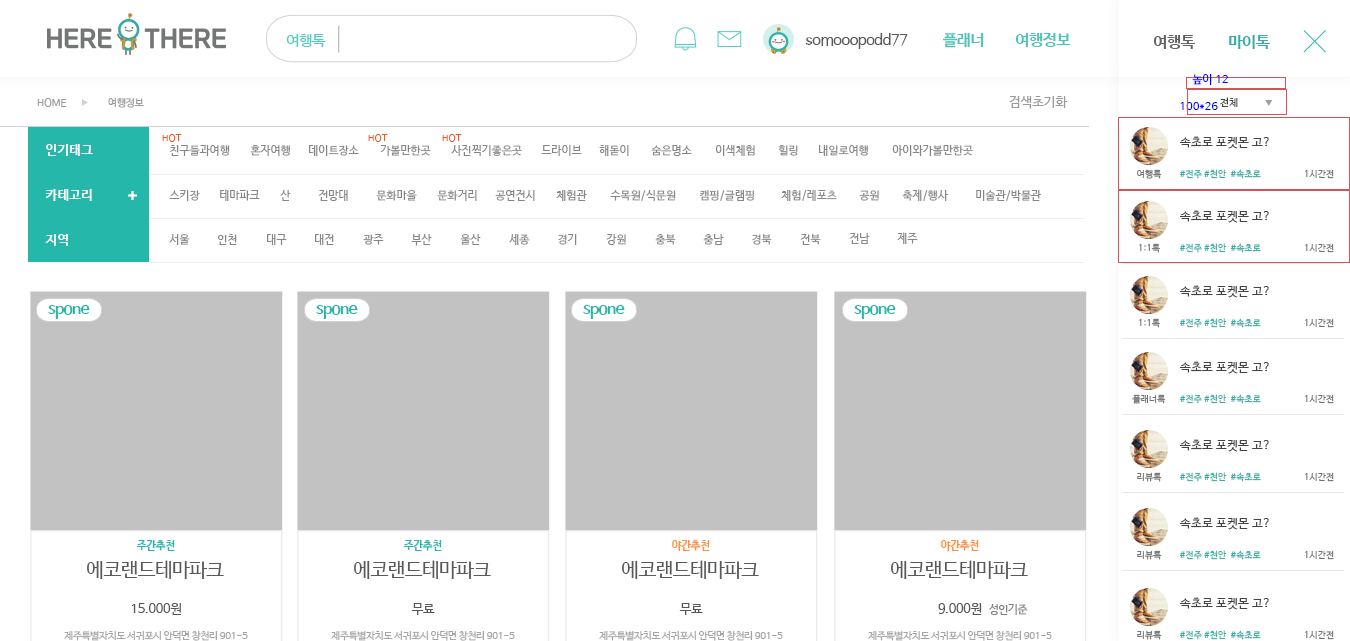 HERE THERE 여행톡 somooopodd77 플래너 여행정보 여행톡 마이톡
HOME 여행정보 검색초기화
높이 12
100*26 전체
인기태그 HOT 친구들과여행 혼자여행 데이트장소 HOT 가볼만한곳 HOT 사진찍기좋은곳 드라이브 해돋이 숨은명소 이색체험 힐링 내일로여행 아이와가볼만한곳
카테고리 스키장 테마파크 산 전망대 문화마을 문화거리 공연전시 체험관 수목원/식문원 캠핑/글램핑 체험/레포츠 공원 축제/행사 미술관/박물관
지역 서울 인천 대구 대전 광주 부산 울산 세종 경기 강원 충북 충남 경북 전북 전남 제주
spone spone spone spone
주간추천 주간추천 야간추천 야간추천
에코랜드테마파크 에코랜드테마파크 에코랜드테마파크 에코랜드테마파크
15.000원 무료 무료 9.000원 성인기준
제주특별자치도 서귀포시 안덕면 창천리 901-5 제주특별자치도 서귀포시 안덕면 창천리 901-5 제주특별자치도 서귀포시 안덕면 창천리 901-5 제주특별자치도 서귀포시 안덕면 창천리 901-5
속초로 포켓몬 고?
여행톡 #전주 #천안 #속초로 1시간전
속초로 포켓몬 고?
1:1톡 #전주 #천안 #속초로 1시간전
속초로 포켓몬 고?
1:1톡 #전주 #천안 #속초로 1시간전
속초로 포켓몬 고?
플래너톡 #전주 #천안 #속초로 1시간전
속초로 포켓몬 고?
리뷰톡 #전주 #천안 #속초로 1시간전
속초로 포켓몬 고?
리뷰톡 #전주 #천안 #속초로 1시간전
속초로 포켓몬 고?
리뷰톡 #전주 #천안 #속초로 1시간전